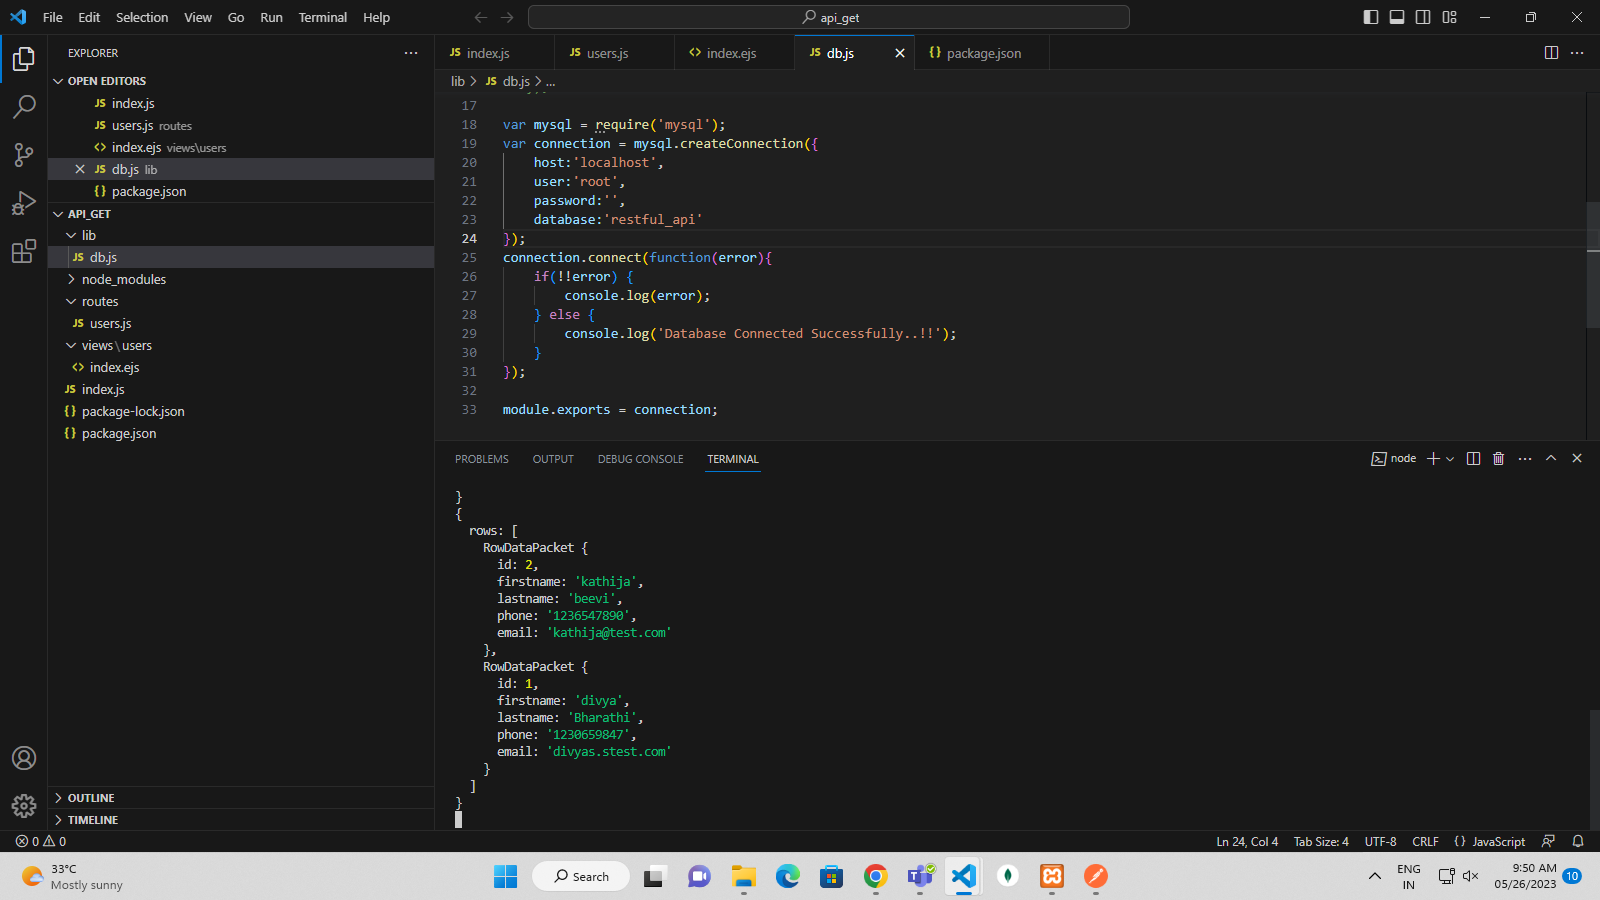 File Edit Selection View Go Run Terminal Help
api_get
EXPLORER
OPEN EDITORS
JS index.js
JS users.js routes
<> index.ejs views\users
JS db.js lib
{} package.json
API_GET
lib
JS db.js
node_modules
routes
JS users.js
views\users
<> index.ejs
JS index.js
{} package-lock.json
{} package.json
OUTLINE
TIMELINE
JS index.js JS users.js <> index.ejs JS db.js {} package.json
lib > JS db.js > ...
17
18 var mysql = require('mysql');
19 var connection = mysql.createConnection({
20 host:'localhost',
21 user:'root',
22 password:'',
23 database:'restful_api'
24 });
25 connection.connect(function(error){
26 if(!!error) {
27 console.log(error);
28 } else {
29 console.log('Database Connected Successfully..!!');
30 }
31 });
32
33 module.exports = connection;
PROBLEMS OUTPUT DEBUG CONSOLE TERMINAL
node
}
{
rows: [
RowDataPacket {
id: 2,
firstname: 'kathija',
lastname: 'beevi',
phone: '1236547890',
email: 'kathija@test.com'
},
RowDataPacket {
id: 1,
firstname: 'divya',
lastname: 'Bharathi',
phone: '1230659847',
email: 'divyas.stest.com'
}
]
}
0 0
Ln 24, Col 4 Tab Size: 4 UTF-8 CRLF {} JavaScript
33°C
Mostly sunny
Search
ENG
IN
9:50 AM
05/26/2023
10